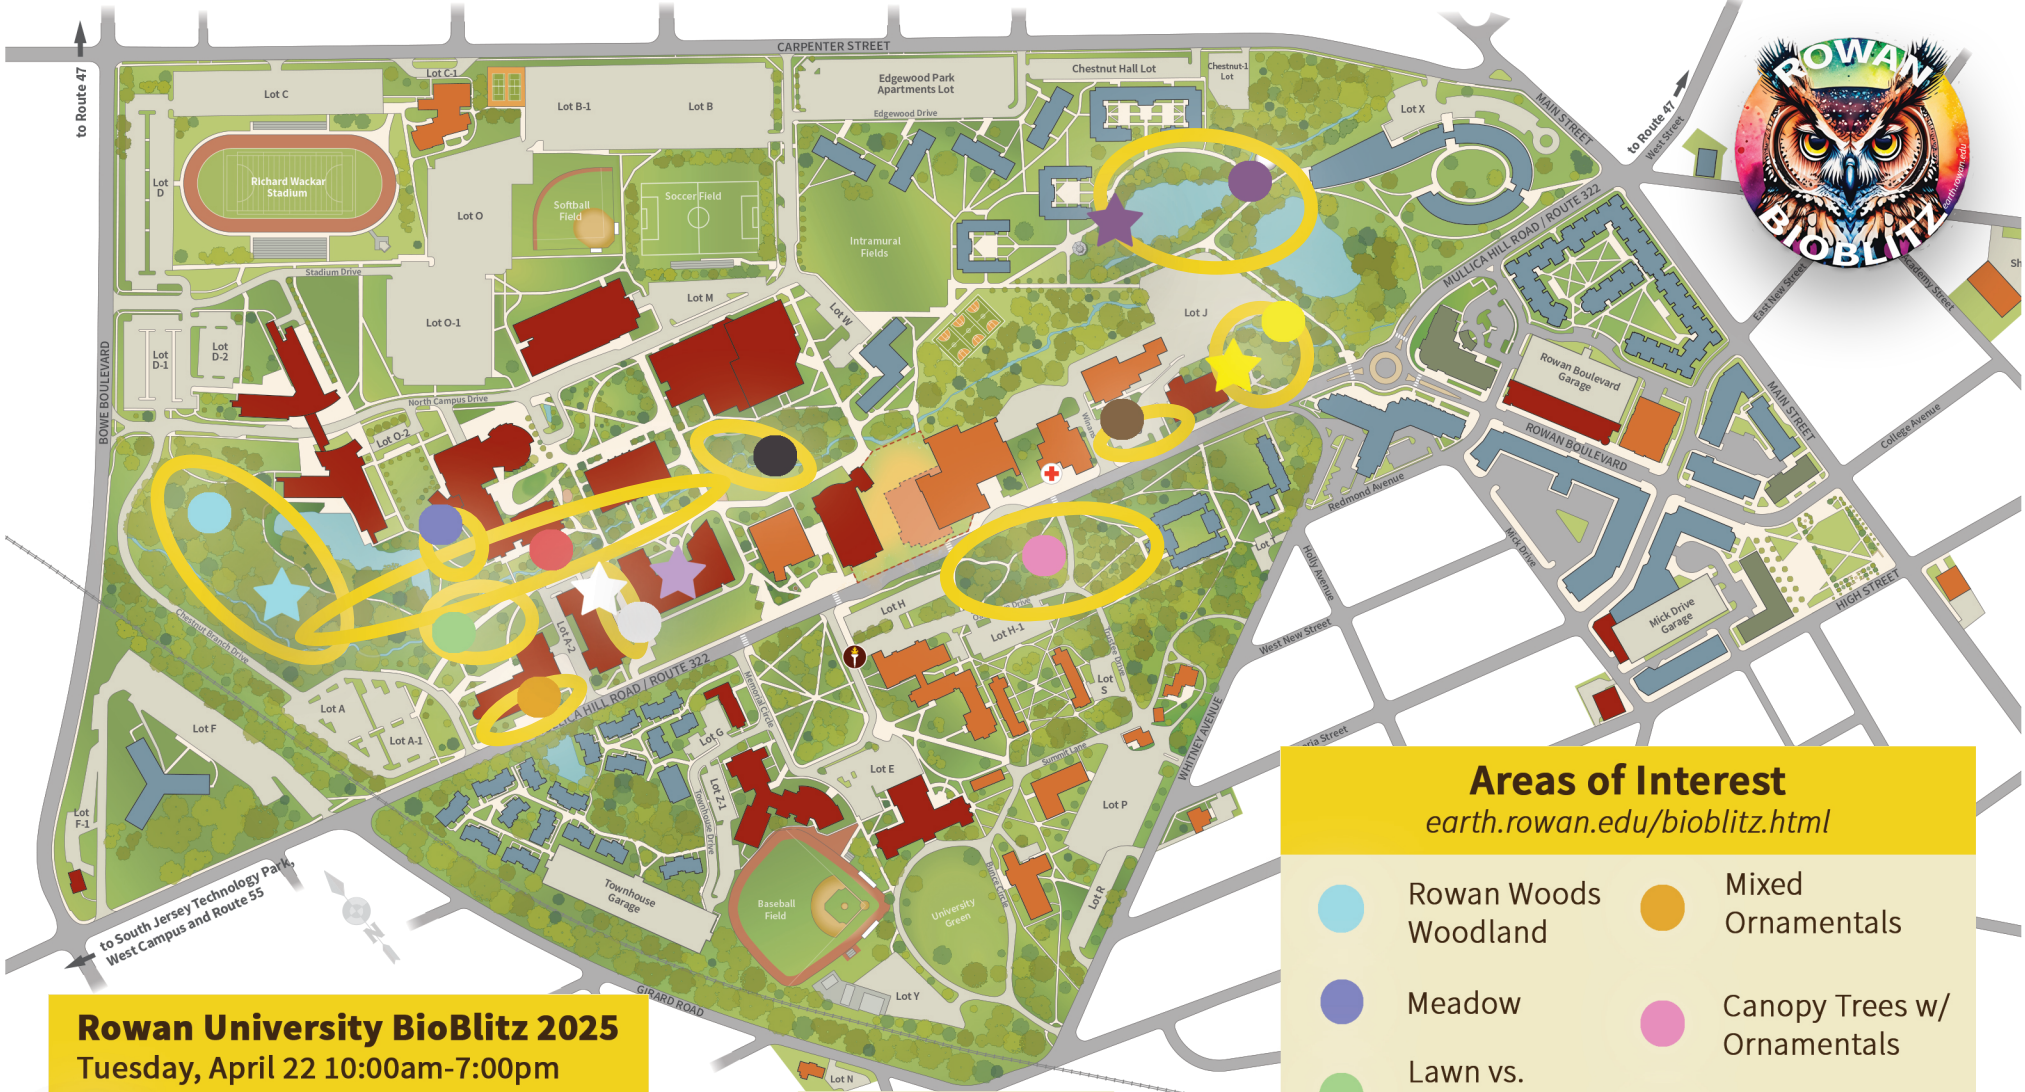 CARPENTER STREET
to Route 47
Lot C-1
Lot C
Lot B-1
Lot B
Edgewood Park
Apartments Lot
Edgewood Drive
Chestnut Hall Lot
Chestnut-1
Lot
Lot X
MAIN STREET
to Route 47
West Street
ROWAN
BIOBLITZ
earth.rowan.edu
Lot
D
Richard Wackar
Stadium
Lot O
Softball
Field
Soccer Field
Intramural
Fields
MULLICA HILL ROAD / ROUTE 322
East New Street
Academy Street
Sh
Stadium Drive
Lot M
Lot W
Lot J
Lot O-1
Lot
D-1
Lot
D-2
BOWE BOULEVARD
North Campus Drive
Lot O-2
Winans
Rowan Boulevard
Garage
ROWAN BOULEVARD
MAIN STREET
College Avenue
Redmond Avenue
Mick Drive
HIGH STREET
Holly Avenue
Lot
West New Street
Mick Drive
Garage
Chestnut Branch Drive
Lot A-2
Lot H
Lot H-1
Drive
Lot
S
WHITNEY AVENUE
ria Street
LICA HILL ROAD / ROUTE 322
Memorial Circle
Lot A
Lot A-1
Lot F
Lot
F-1
Lot G
Lot Z-1
Townhouse Drive
Lot E
Summit Lane
Lot P
Bunce Circle
Lot R
Townhouse
Garage
Baseball
Field
University
Green
Lot Y
GIRARD ROAD
Lot N
N
to South Jersey Technology Park,
West Campus and Route 55
Rowan University BioBlitz 2025
Tuesday, April 22 10:00am-7:00pm
Areas of Interest
earth.rowan.edu/bioblitz.html
Rowan Woods
Woodland
Meadow
Lawn vs.
Mixed
Ornamentals
Canopy Trees w/
Ornamentals